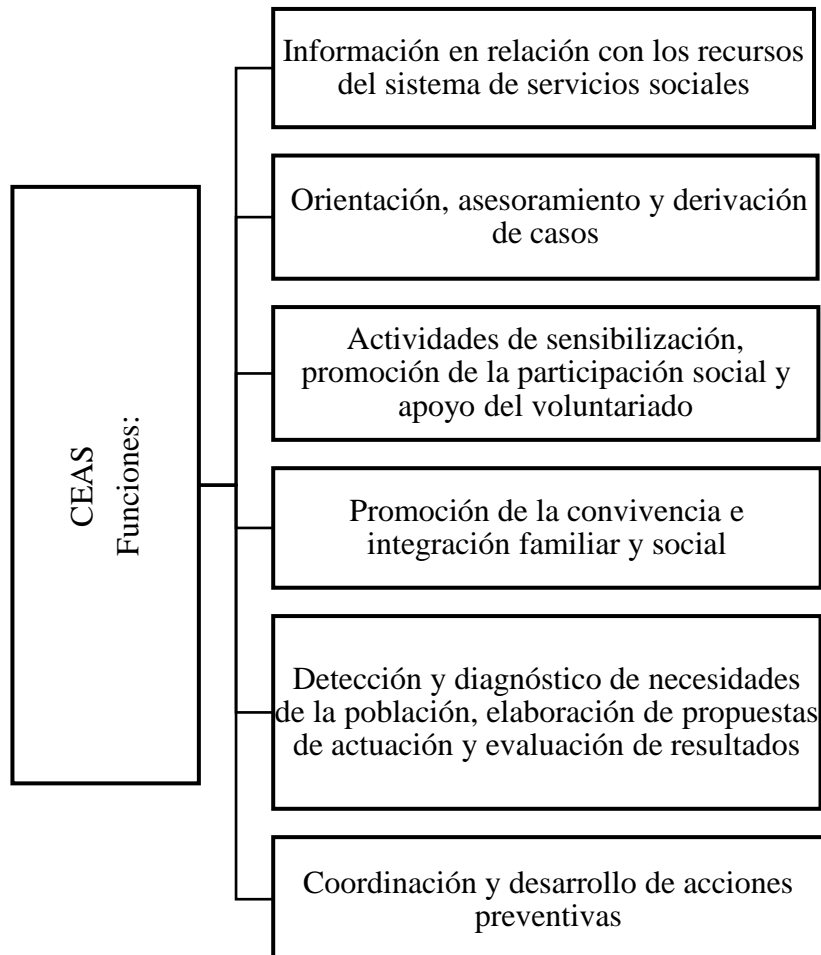 CEAS
Funciones:
Información en relación con los recursos
del sistema de servicios sociales
Orientación, asesoramiento y derivación
de casos
Actividades de sensibilización,
promoción de la participación social y
apoyo del voluntariado
Promoción de la convivencia e
integración familiar y social
Detección y diagnóstico de necesidades
de la población, elaboración de propuestas
de actuación y evaluación de resultados
Coordinación y desarrollo de acciones
preventivas